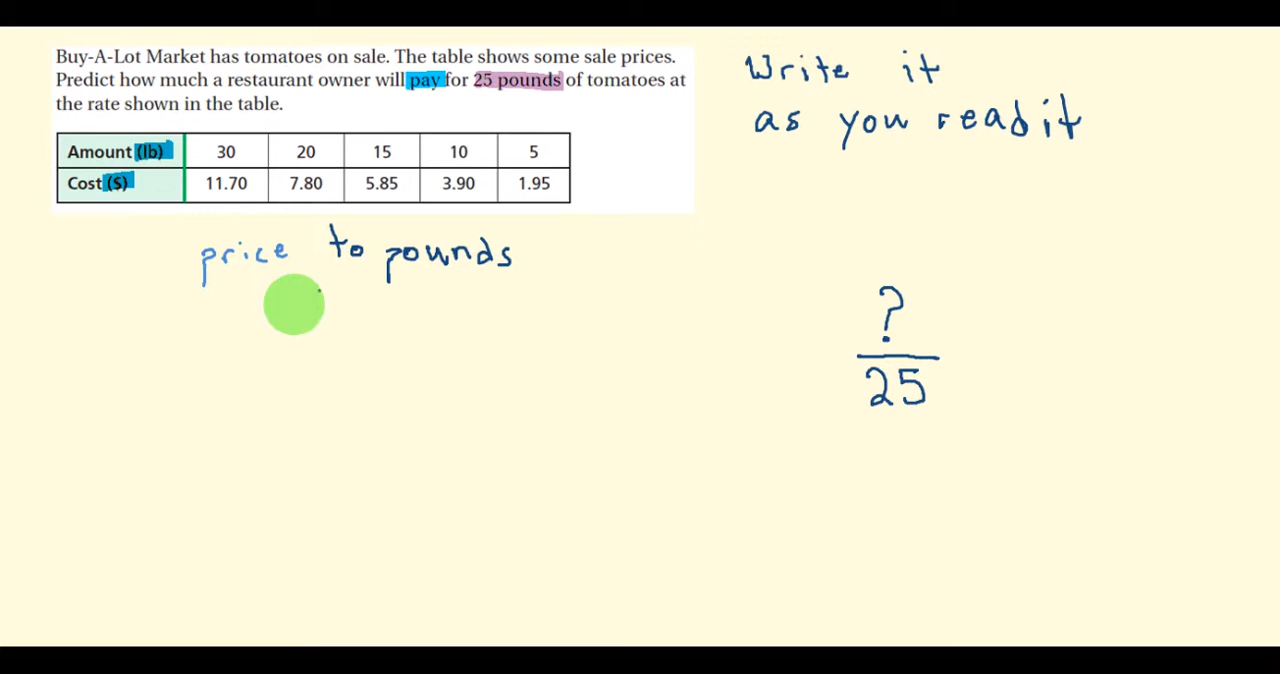 Buy-A-Lot Market has tomatoes on sale. The table shows some sale prices.
Predict how much a restaurant owner will pay for 25 pounds of tomatoes at
the rate shown in the table.
Amount (lb) 30 20 15 10 5
Cost ($) 11.70 7.80 5.85 3.90 1.95
Write it
as you read it
price to pounds
?
25